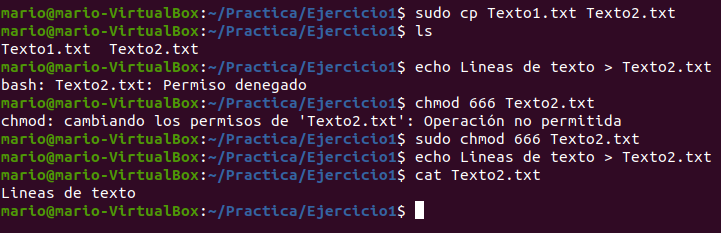 mario@mario-VirtualBox:~/Practica/Ejercicio1$ sudo cp Texto1.txt Texto2.txt
mario@mario-VirtualBox:~/Practica/Ejercicio1$ ls
Texto1.txt  Texto2.txt
mario@mario-VirtualBox:~/Practica/Ejercicio1$ echo Lineas de texto > Texto2.txt
bash: Texto2.txt: Permiso denegado
mario@mario-VirtualBox:~/Practica/Ejercicio1$ chmod 666 Texto2.txt
chmod: cambiando los permisos de 'Texto2.txt': Operación no permitida
mario@mario-VirtualBox:~/Practica/Ejercicio1$ sudo chmod 666 Texto2.txt
mario@mario-VirtualBox:~/Practica/Ejercicio1$ echo Lineas de texto > Texto2.txt
mario@mario-VirtualBox:~/Practica/Ejercicio1$ cat Texto2.txt
Lineas de texto
mario@mario-VirtualBox:~/Practica/Ejercicio1$